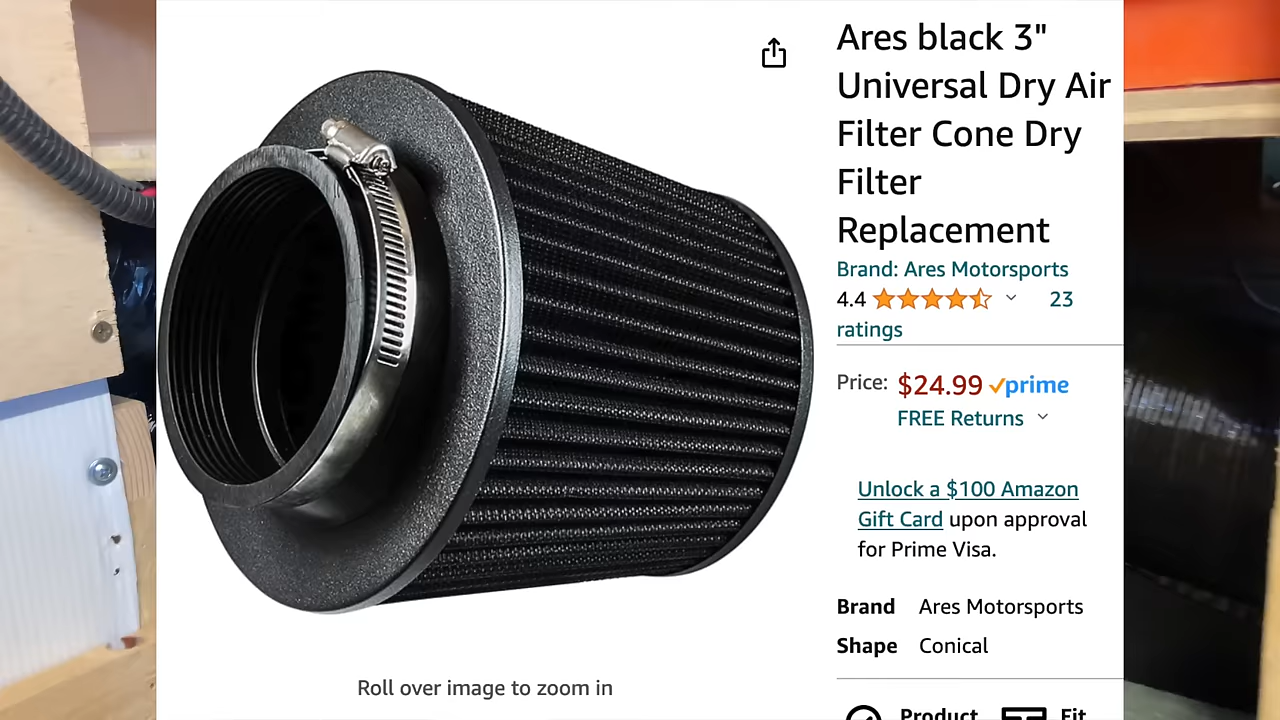 Ares black 3"
Universal Dry Air
Filter Cone Dry
Filter
Replacement
Brand: Ares Motorsports
4.4 23
ratings
Price: $24.99 prime
FREE Returns
Unlock a $100 Amazon
Gift Card upon approval
for Prime Visa.
Brand Ares Motorsports
Shape Conical
Roll over image to zoom in
Product Fit